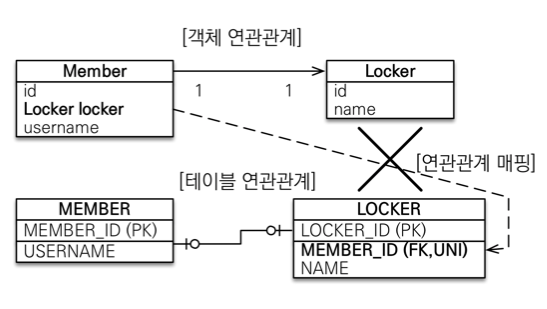 [객체 연관관계]
Member
id
Locker locker
username
1
1
Locker
id
name
[연관관계 매핑]
[테이블 연관관계]
MEMBER
MEMBER_ID (PK)
USERNAME
LOCKER
LOCKER_ID (PK)
MEMBER_ID (FK,UNI)
NAME